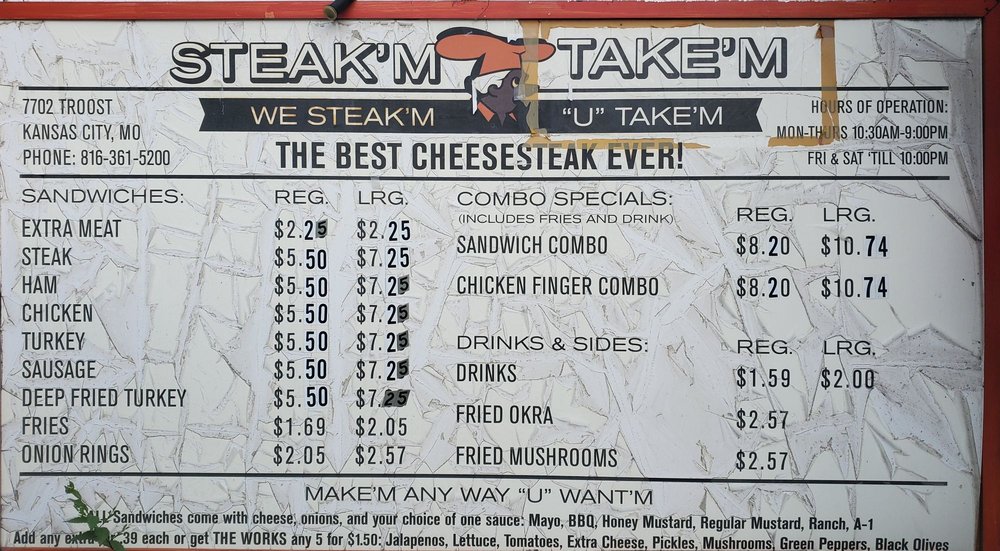 STEAK'M TAKE'M
WE STEAK'M "U" TAKE'M
7702 TROOST
KANSAS CITY, MO
PHONE: 816-361-5200
HOURS OF OPERATION:
MON-THURS 10:30AM-9:00PM
FRI & SAT 'TILL 10:00PM
THE BEST CHEESESTEAK EVER!
SANDWICHES: REG. LRG.
EXTRA MEAT $2.25 $2.25
STEAK $5.50 $7.25
HAM $5.50 $7.25
CHICKEN $5.50 $7.25
TURKEY $5.50 $7.25
SAUSAGE $5.50 $7.25
DEEP FRIED TURKEY $5.50 $7.25
FRIES $1.69 $2.05
ONION RINGS $2.05 $2.57
COMBO SPECIALS:
(INCLUDES FRIES AND DRINK) REG. LRG.
SANDWICH COMBO $8.20 $10.74
CHICKEN FINGER COMBO $8.20 $10.74
DRINKS & SIDES: REG. LRG.
DRINKS $1.59 $2.00
FRIED OKRA $2.57
FRIED MUSHROOMS $2.57
MAKE'M ANY WAY "U" WANT'M
Sandwiches come with cheese, onions, and your choice of one sauce: Mayo, BBQ, Honey Mustard, Regular Mustard, Ranch, A-1
Add any 39 each or get THE WORKS any 5 for $1.50: Jalapenos, Lettuce, Tomatoes, Extra Cheese, Pickles, Mushrooms, Green Peppers, Black Olives